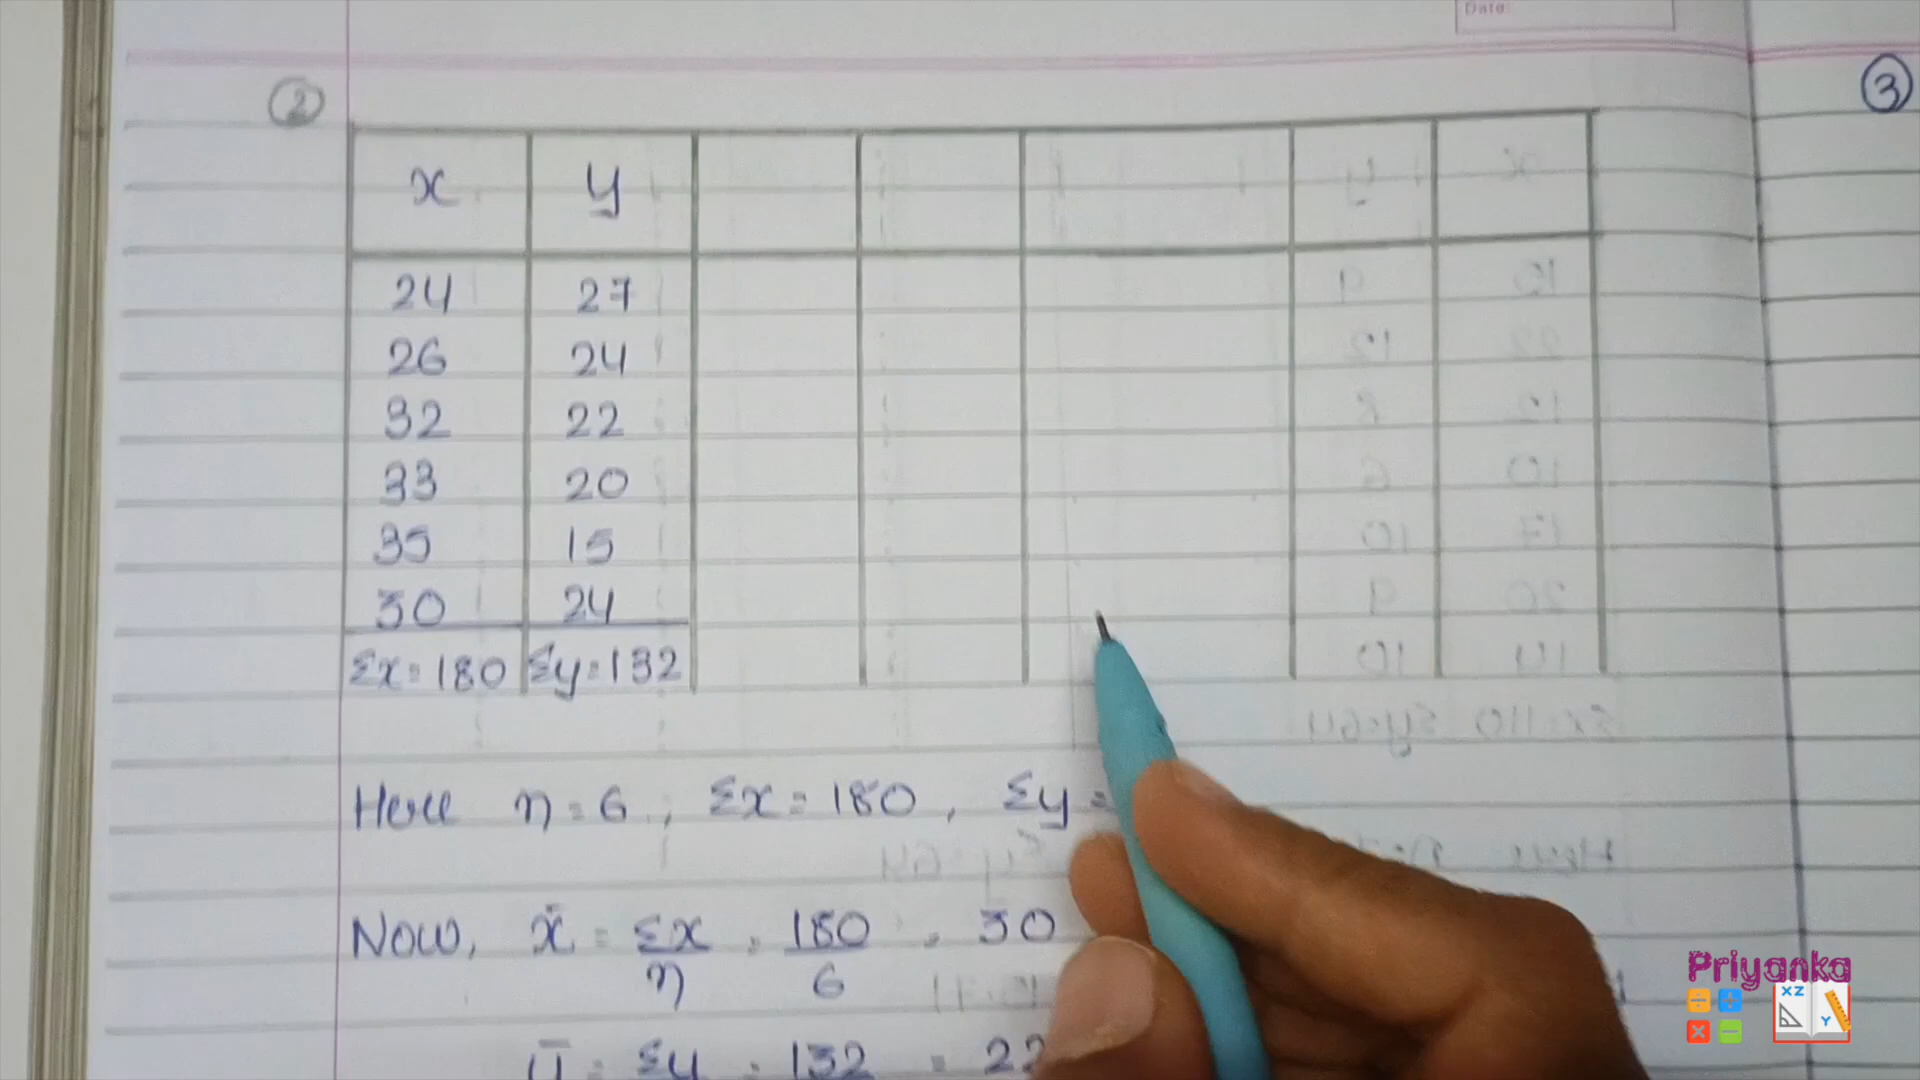 Date:
2
3
x y
24 27
26 24
32 22
33 20
35 15
30 24
Σx = 180 Σy = 132
Here n = 6, Σx = 180, Σy =
Now, x̄ = Σx/n = 180/6 = 30
ȳ = Σy = 132 = 22
Priyanka
XZ
Y